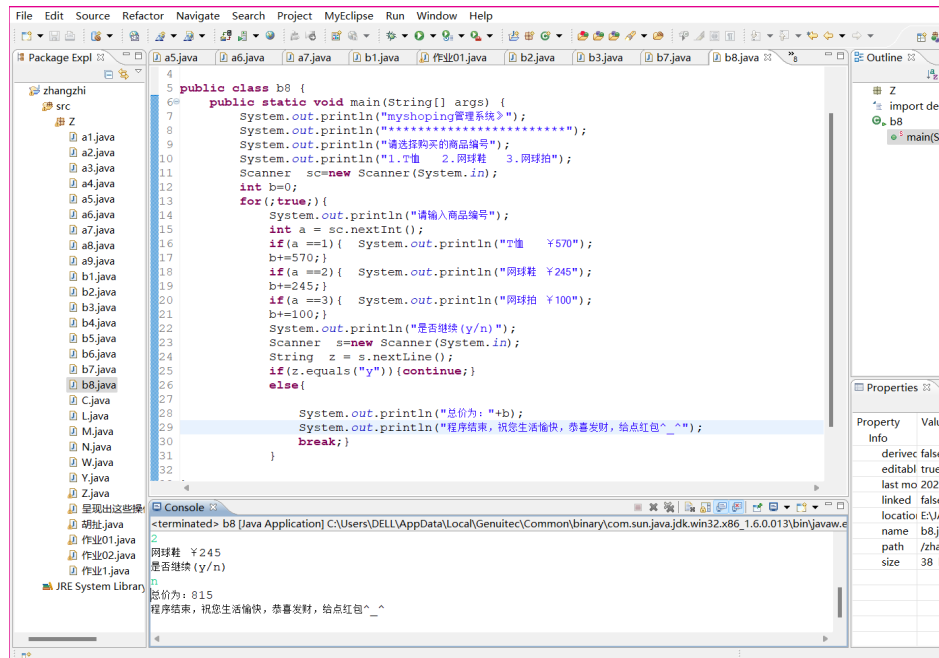 File Edit Source Refactor Navigate Search Project MyEclipse Run Window Help
Package Expl
a5.java a6.java a7.java b1.java 作业01.java b2.java b3.java b7.java b8.java 8
Outline
zhangzhi
src
Z
a1.java
a2.java
a3.java
a4.java
a5.java
a6.java
a7.java
a8.java
a9.java
b1.java
b2.java
b3.java
b4.java
b5.java
b6.java
b7.java
b8.java
C.java
L.java
M.java
N.java
W.java
Y.java
Z.java
呈现出这些操
胡扯.java
作业01.java
作业02.java
作业1.java
JRE System Library
4
5 public class b8 {
6 public static void main(String[] args) {
7 System.out.println("myshoping管理系统》");
8 System.out.println("************************");
9 System.out.println("请选择购买的商品编号");
10 System.out.println("1.T恤 2.网球鞋 3.网球拍");
11 Scanner sc=new Scanner(System.in);
12 int b=0;
13 for(;true;){
14 System.out.println("请输入商品编号");
15 int a = sc.nextInt();
16 if(a ==1){ System.out.println("T恤 ￥570");
17 b+=570;}
18 if(a ==2){ System.out.println("网球鞋 ￥245");
19 b+=245;}
20 if(a ==3){ System.out.println("网球拍 ￥100");
21 b+=100;}
22 System.out.println("是否继续(y/n)");
23 Scanner s=new Scanner(System.in);
24 String z = s.nextLine();
25 if(z.equals("y")){continue;}
26 else{
27
28 System.out.println("总价为："+b);
29 System.out.println("程序结束，祝您生活愉快，恭喜发财，给点红包^_^");
30 break;}
31 }
32
Z
import de
b8
main(S
Console
<terminated> b8 [Java Application] C:\Users\DELL\AppData\Local\Genuitec\Common\binary\com.sun.java.jdk.win32.x86_1.6.0.013\bin\javaw.e
2
网球鞋 ￥245
是否继续(y/n)
n
总价为：815
程序结束，祝您生活愉快，恭喜发财，给点红包^_^
Properties
Property Valu
Info
derivec false
editabl true
last mo 202
linked false
locatio E:\JA
name b8.j
path /zha
size 38